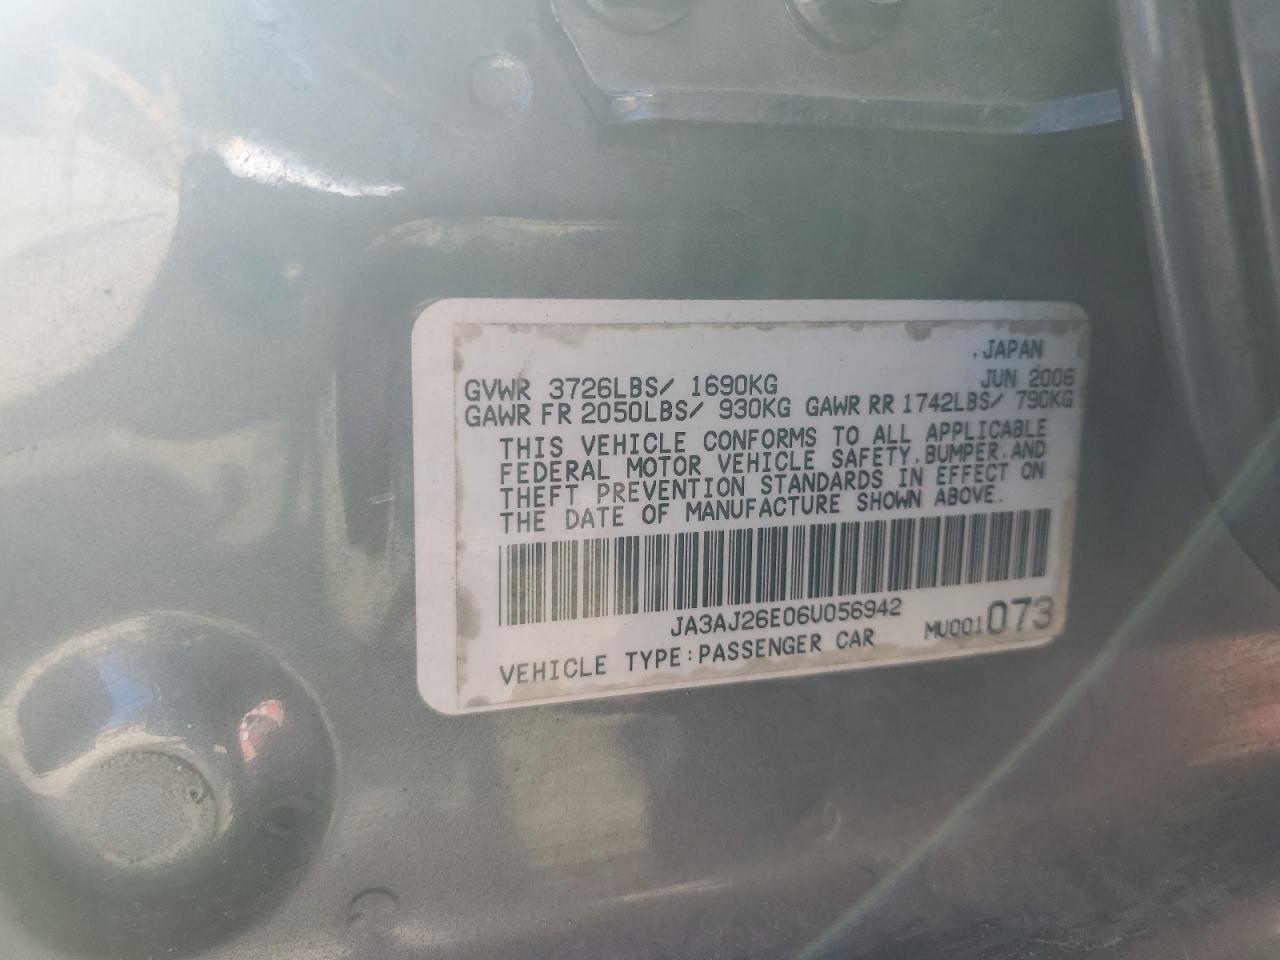 JAPAN
GVWR 3726LBS/ 1690KG JUN 2006
GAWR FR 2050LBS/ 930KG GAWR RR 1742LBS/ 790KG
THIS VEHICLE CONFORMS TO ALL APPLICABLE
FEDERAL MOTOR VEHICLE SAFETY, BUMPER, AND
THEFT PREVENTION STANDARDS IN EFFECT ON
THE DATE OF MANUFACTURE SHOWN ABOVE.
JA3AJ26E06U056942
VEHICLE TYPE:PASSENGER CAR MU001073